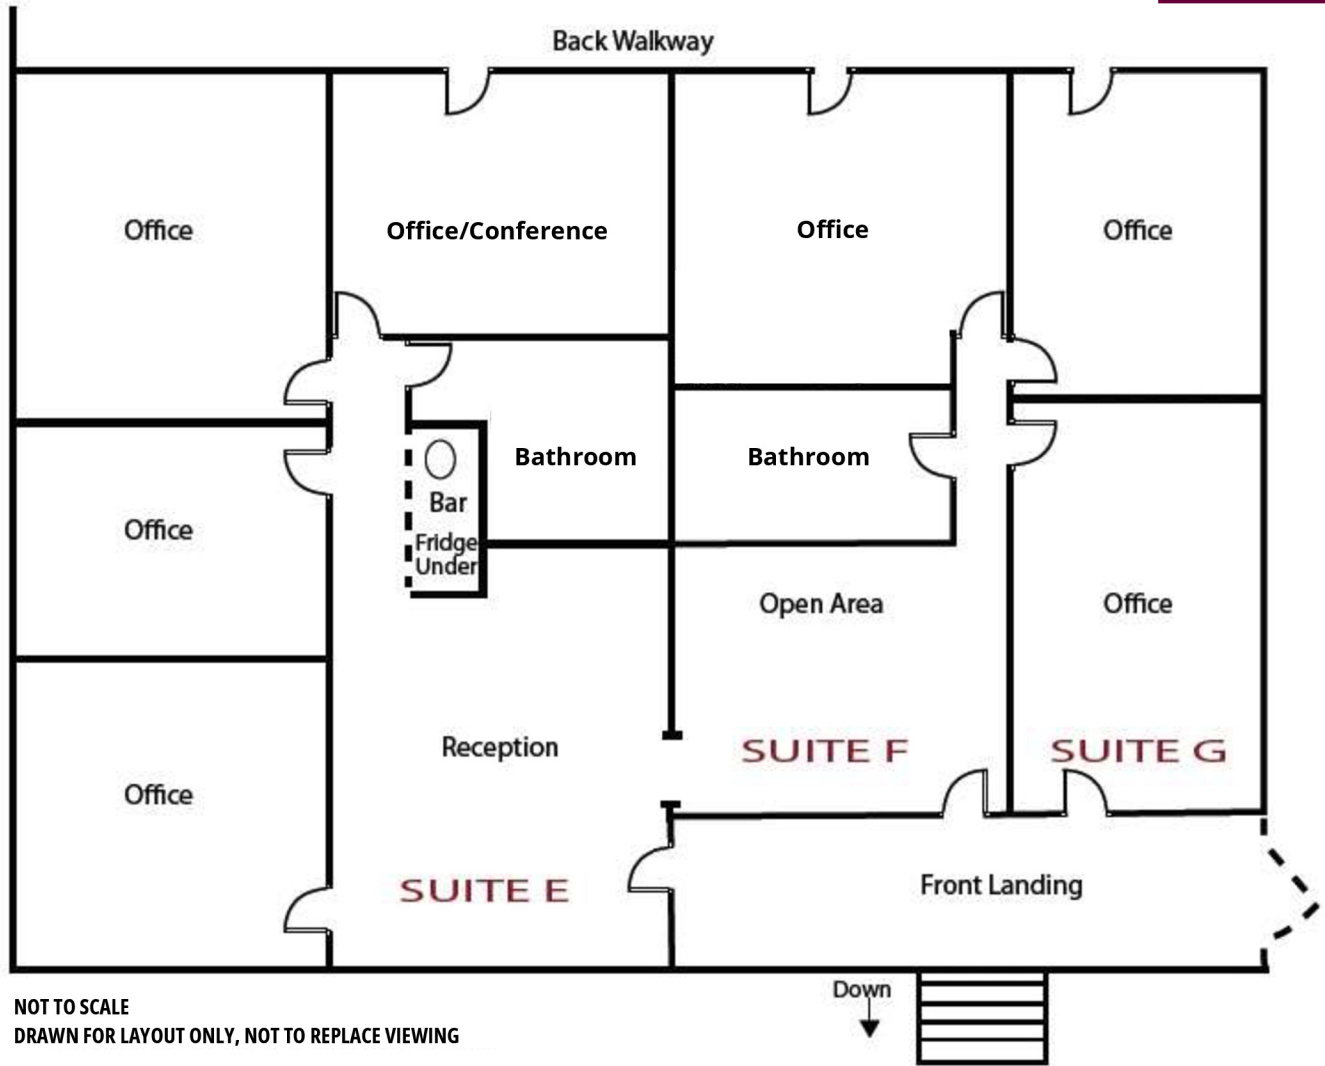 Back Walkway
Office
Office/Conference
Office
Office
Bathroom
Bathroom
Bar
Fridge
Under
Office
Open Area
Office
Reception
SUITE F
SUITE G
Office
SUITE E
Front Landing
Down
NOT TO SCALE
DRAWN FOR LAYOUT ONLY, NOT TO REPLACE VIEWING